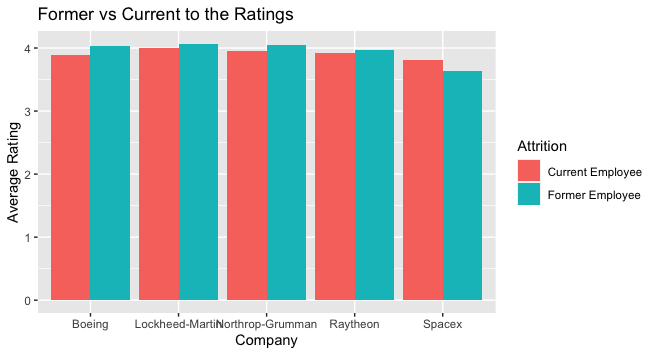 Former vs Current to the Ratings
Average Rating
4
3
2
1
0
Boeing Lockheed-Martin Northrop-Grumman Raytheon Spacex
Company
Attrition
Current Employee
Former Employee